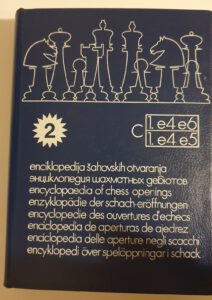 2
C
1. e4 e6
1. e4 e5
enciklopedija šahovskih otvaranja
энциклопедия шахматных дебютов
encyclopaedia of chess openings
enzyklopädie der schach-eröffnungen
encyclopedie des ouvertures d'echecs
enciclopedia de aperturas de ajedrez
enciclopedia delle aperture negli scacchi
encyklopedi över spelöppningar i schack